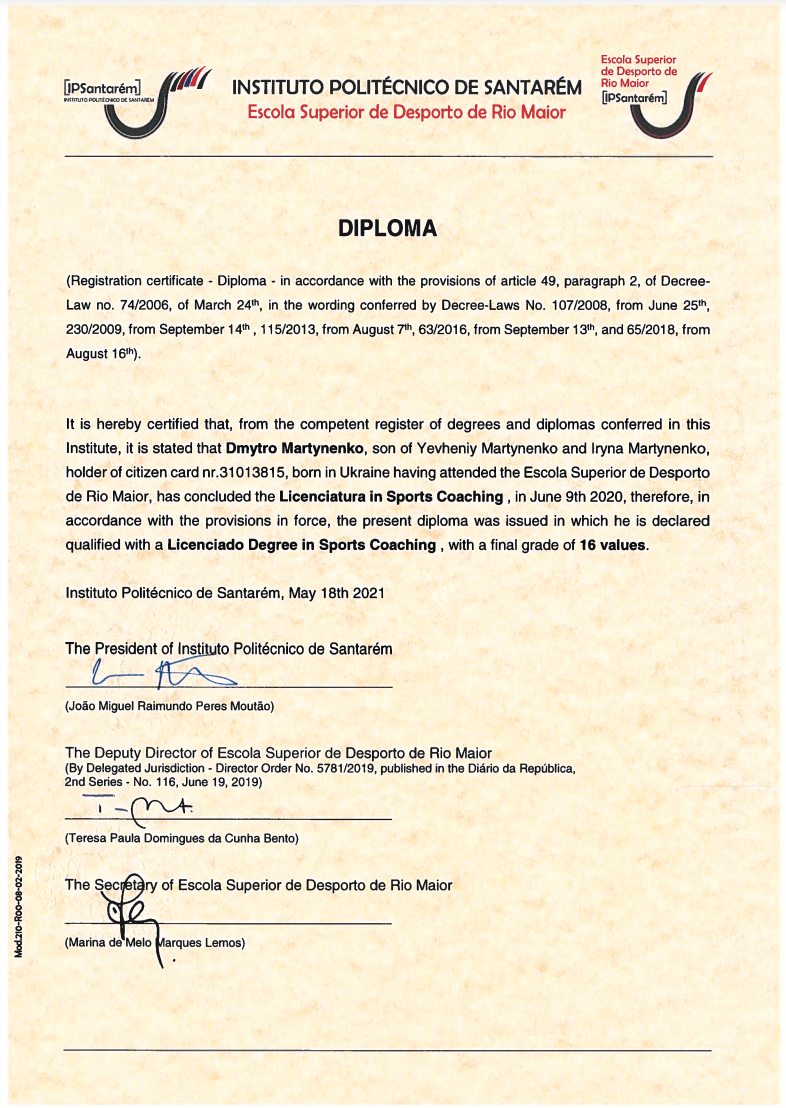 [IPSantarém]
INSTITUTO POLITÉCNICO DE SANTARÉM
INSTITUTO POLITÉCNICO DE SANTARÉM
Escola Superior de Desporto de Rio Maior
Escola Superior
de Desporto de
Rio Maior
[IPSantarém]
DIPLOMA
(Registration certificate - Diploma - in accordance with the provisions of article 49, paragraph 2, of Decree-
Law no. 74/2006, of March 24th, in the wording conferred by Decree-Laws No. 107/2008, from June 25th,
230/2009, from September 14th , 115/2013, from August 7th, 63/2016, from September 13th, and 65/2018, from
August 16th).
It is hereby certified that, from the competent register of degrees and diplomas conferred in this
Institute, it is stated that Dmytro Martynenko, son of Yevheniy Martynenko and Iryna Martynenko,
holder of citizen card nr.31013815, born in Ukraine having attended the Escola Superior de Desporto
de Rio Maior, has concluded the Licenciatura in Sports Coaching , in June 9th 2020, therefore, in
accordance with the provisions in force, the present diploma was issued in which he is declared
qualified with a Licenciado Degree in Sports Coaching , with a final grade of 16 values.
Instituto Politécnico de Santarém, May 18th 2021
The President of Instituto Politécnico de Santarém
(João Miguel Raimundo Peres Moutão)
The Deputy Director of Escola Superior de Desporto de Rio Maior
(By Delegated Jurisdiction - Director Order No. 5781/2019, published in the Diário da República,
2nd Series - No. 116, June 19, 2019)
(Teresa Paula Domingues da Cunha Bento)
The Secretary of Escola Superior de Desporto de Rio Maior
(Marina de Melo Marques Lemos)
Mod.210-R00-08-02-2019